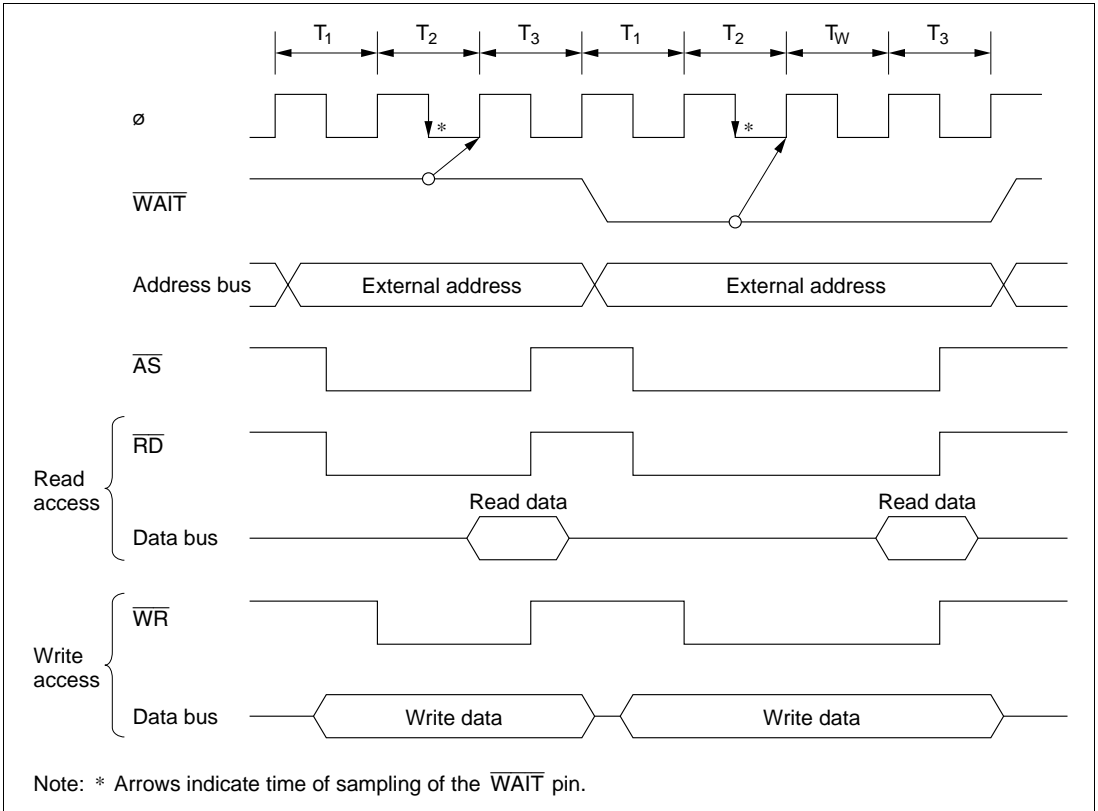 T1 T2 T3 T1 T2 TW T3
ø
*
*
WAIT
Address bus
External address
External address
AS
RD
Read access
Read data
Read data
Data bus
WR
Write access
Data bus
Write data
Write data
Note: * Arrows indicate time of sampling of the WAIT pin.